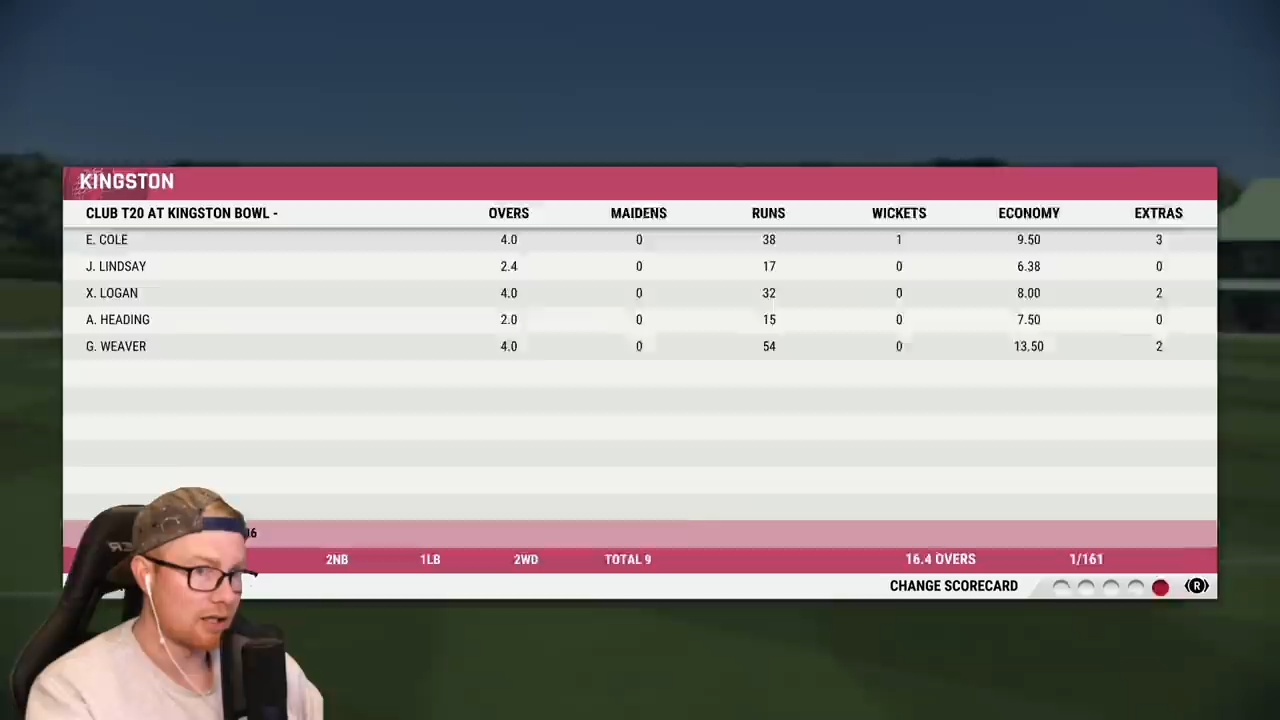 KINGSTON
CLUB T20 AT KINGSTON BOWL - OVERS MAIDENS RUNS WICKETS ECONOMY EXTRAS
E. COLE 4.0 0 38 1 9.50 3
J. LINDSAY 2.4 0 17 0 6.38 0
X. LOGAN 4.0 0 32 0 8.00 2
A. HEADING 2.0 0 15 0 7.50 0
G. WEAVER 4.0 0 54 0 13.50 2
2NB 1LB 2WD TOTAL 9 16.4 OVERS 1/161
CHANGE SCORECARD R